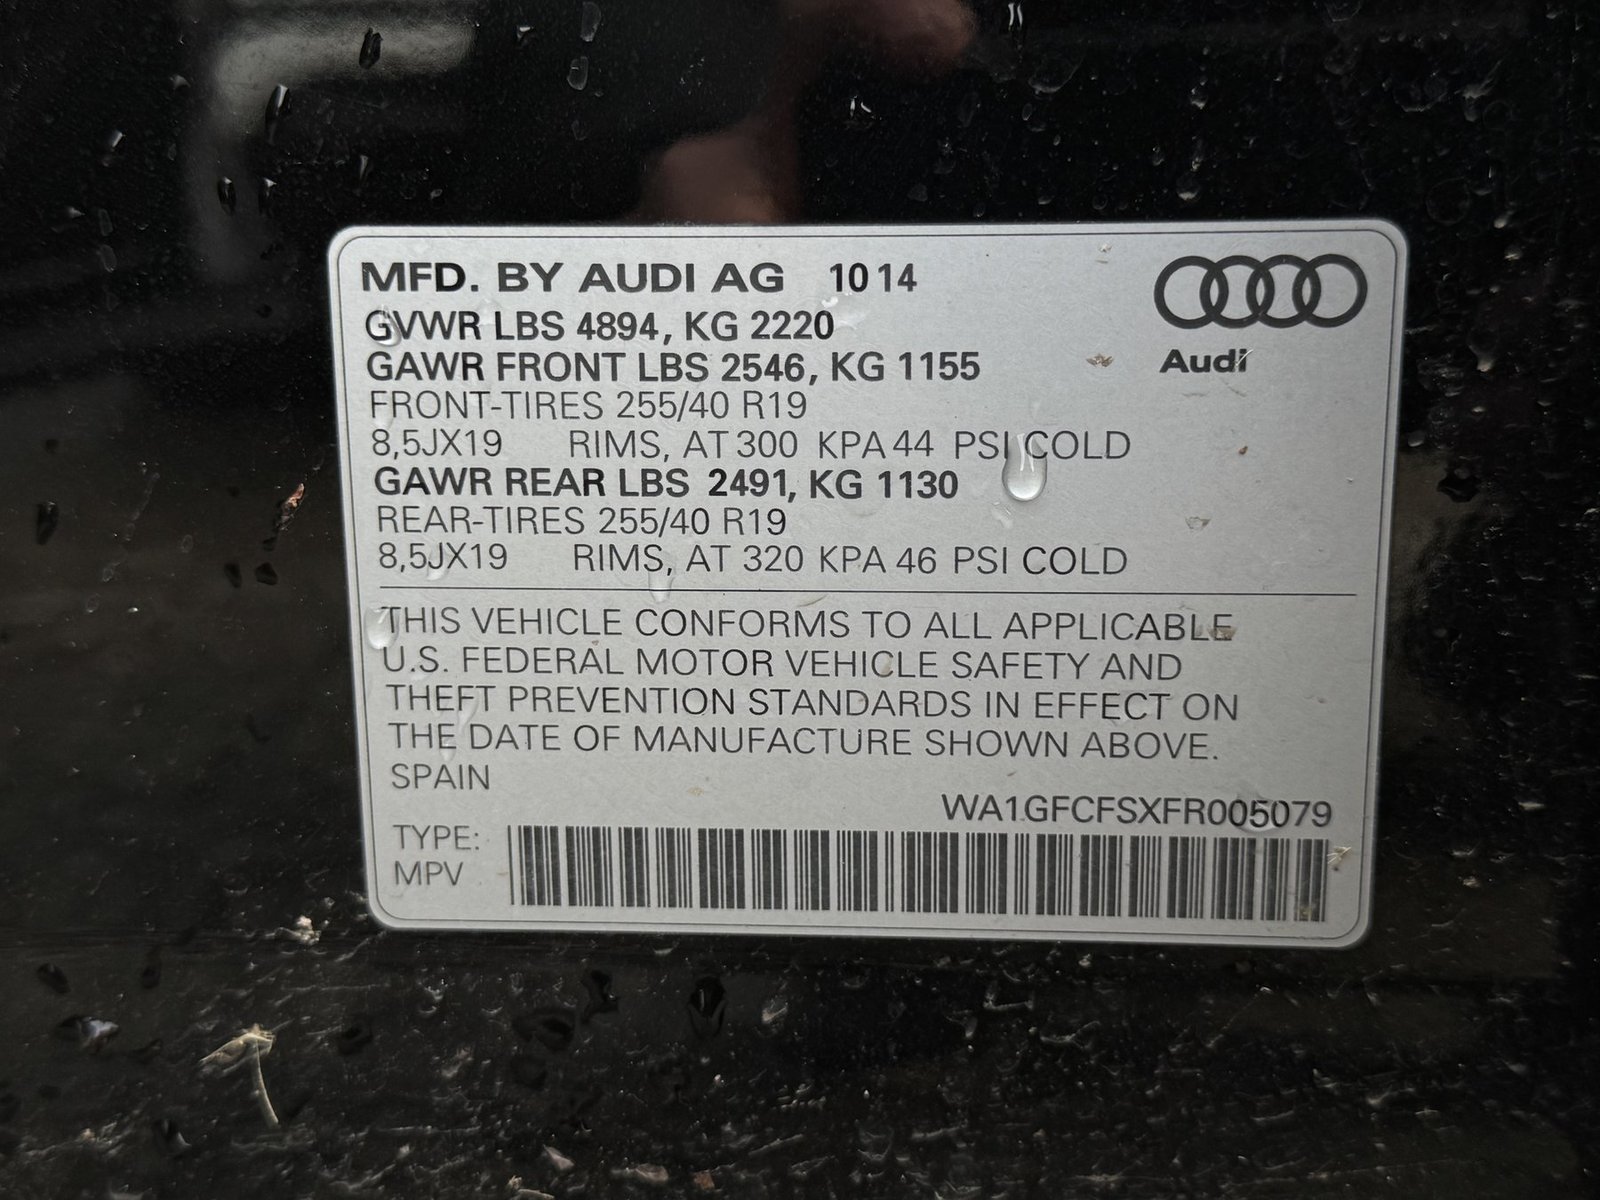 MFD. BY AUDI AG 10 14
GVWR LBS 4894, KG 2220
GAWR FRONT LBS 2546, KG 1155
Audi
FRONT-TIRES 255/40 R19
8,5JX19 RIMS, AT 300 KPA 44 PSI COLD
GAWR REAR LBS 2491, KG 1130
REAR-TIRES 255/40 R19
8,5JX19 RIMS, AT 320 KPA 46 PSI COLD
THIS VEHICLE CONFORMS TO ALL APPLICABLE
U.S. FEDERAL MOTOR VEHICLE SAFETY AND
THEFT PREVENTION STANDARDS IN EFFECT ON
THE DATE OF MANUFACTURE SHOWN ABOVE.
SPAIN
WA1GFCFSXFR005079
TYPE:
MPV